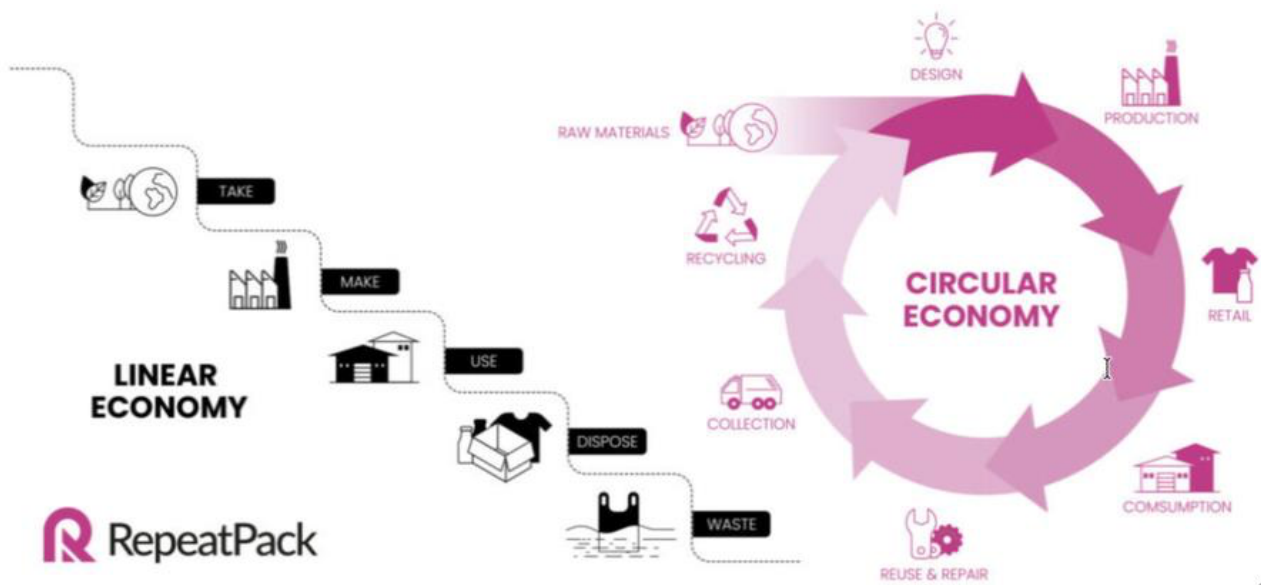 TAKE
MAKE
USE
DISPOSE
WASTE
LINEAR
ECONOMY
RepeatPack
RAW MATERIALS
DESIGN
PRODUCTION
RETAIL
COMSUMPTION
REUSE & REPAIR
COLLECTION
RECYCLING
CIRCULAR
ECONOMY